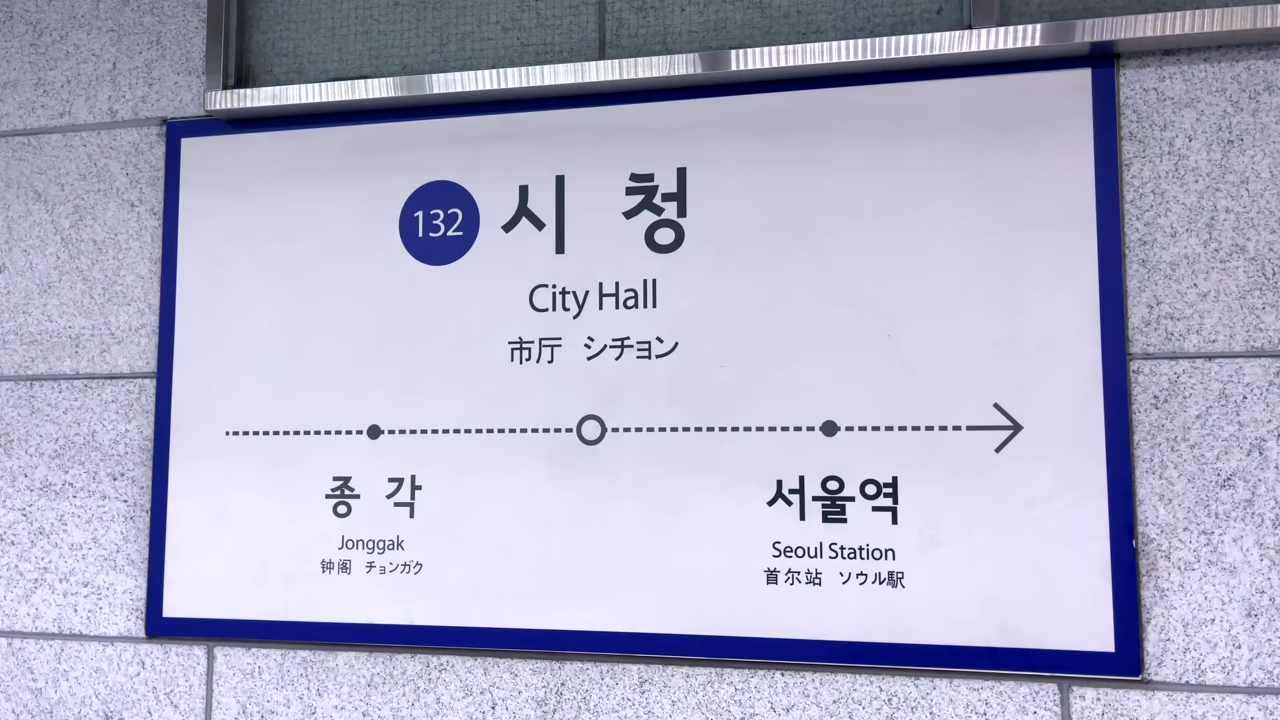 132 시 청
City Hall
市厅 シチョン
종 각
Jonggak
钟阁 チョンガク
서울역
Seoul Station
首尔站 ソウル駅